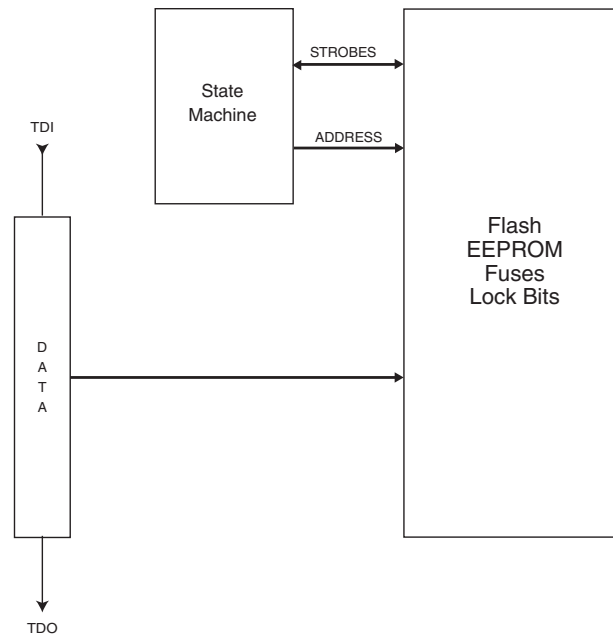 STROBES
State
Machine
ADDRESS
TDI
Flash
EEPROM
Fuses
Lock Bits
D
A
T
A
TDO